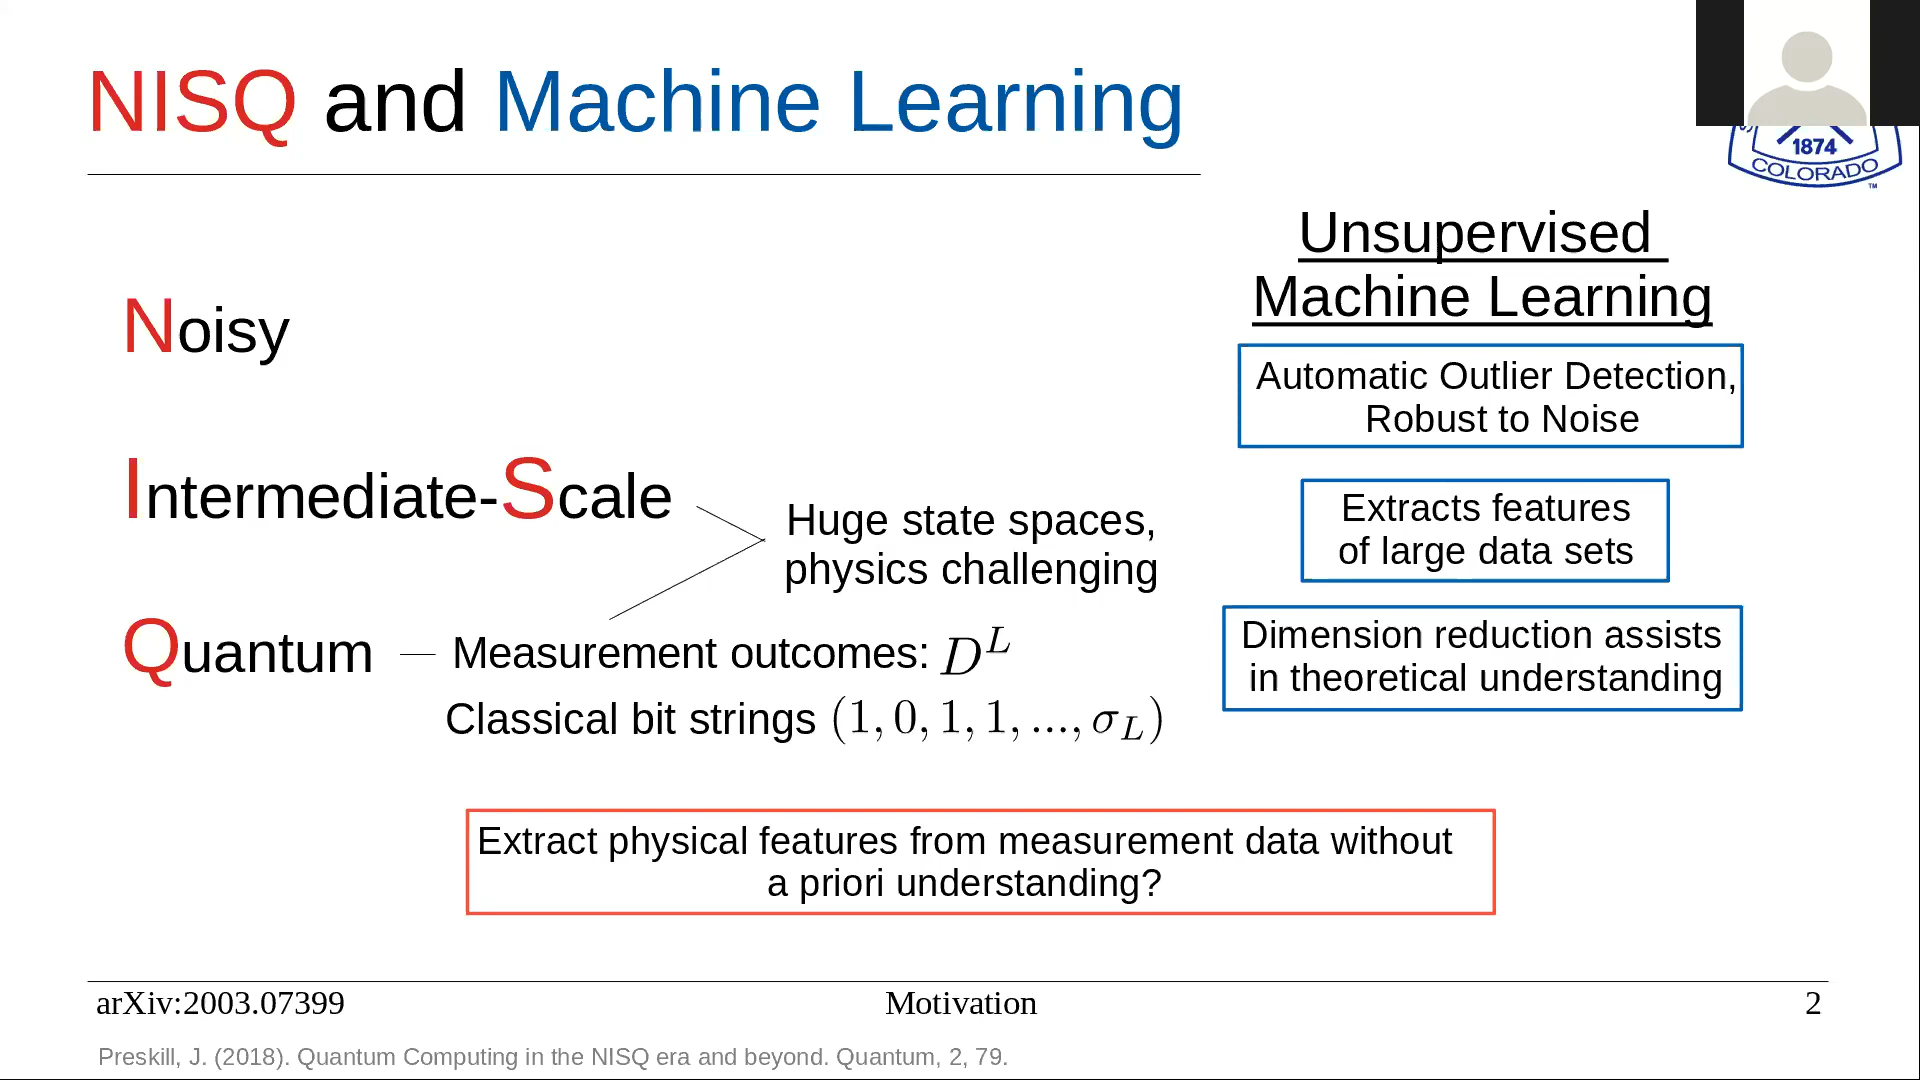 NISQ and Machine Learning
1874
COLORADO
TM
Unsupervised
Machine Learning
Noisy
Automatic Outlier Detection,
Robust to Noise
Intermediate-Scale
Huge state spaces,
physics challenging
Extracts features
of large data sets
Quantum
Measurement outcomes: D^L
Classical bit strings (1, 0, 1, 1, ..., σ_L)
Dimension reduction assists
in theoretical understanding
Extract physical features from measurement data without
a priori understanding?
arXiv:2003.07399
Motivation
2
Preskill, J. (2018). Quantum Computing in the NISQ era and beyond. Quantum, 2, 79.